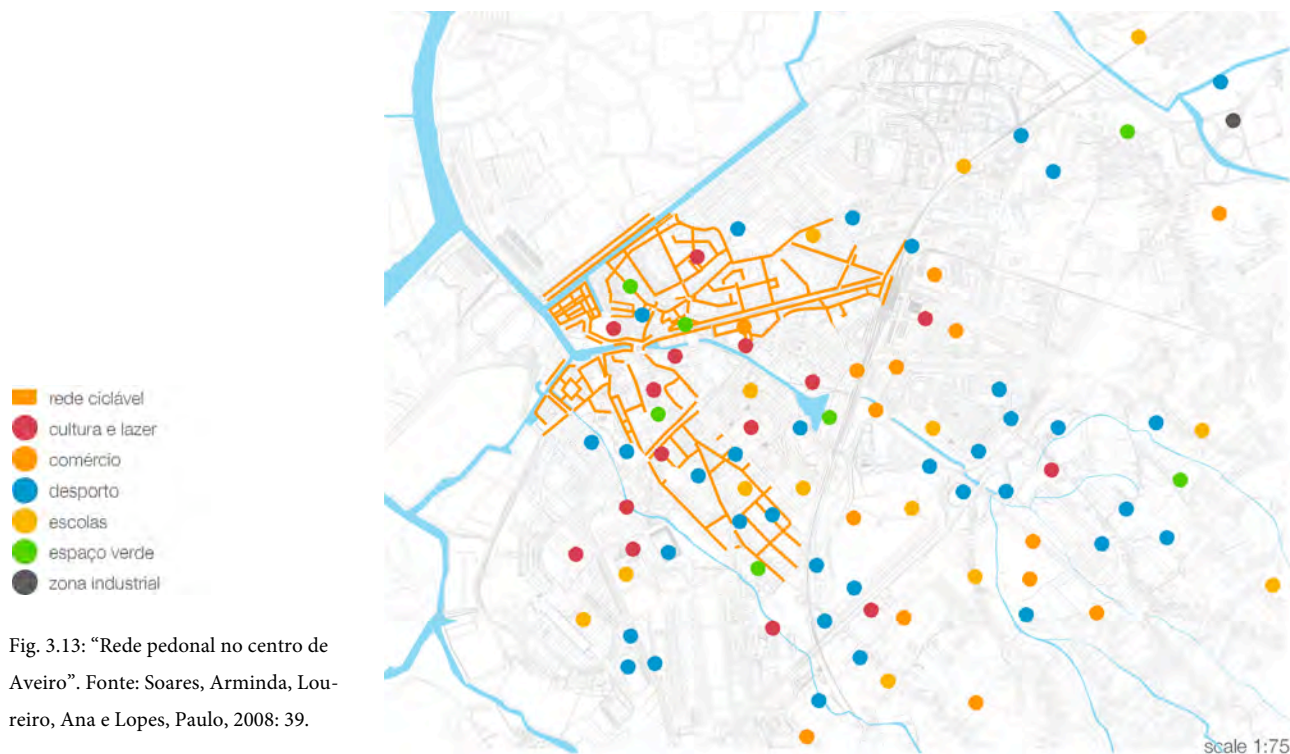 rede ciclável
cultura e lazer
comércio
desporto
escolas
espaço verde
zona industrial
Fig. 3.13: “Rede pedonal no centro de
Aveiro”. Fonte: Soares, Arminda, Lou-
reiro, Ana e Lopes, Paulo, 2008: 39.
scale 1:75